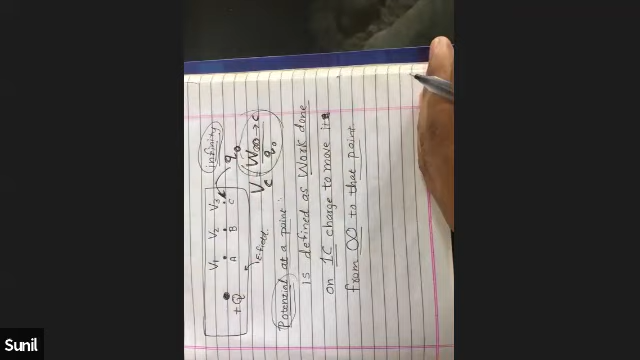 infinity
V₁ V₂ V₃ q₀
A B C
+Q
E-field.
V_C = W∞→C / q₀
Potential at a point :
is defined as Work done
on 1C charge to move it
from ∞ to that point
Sunil